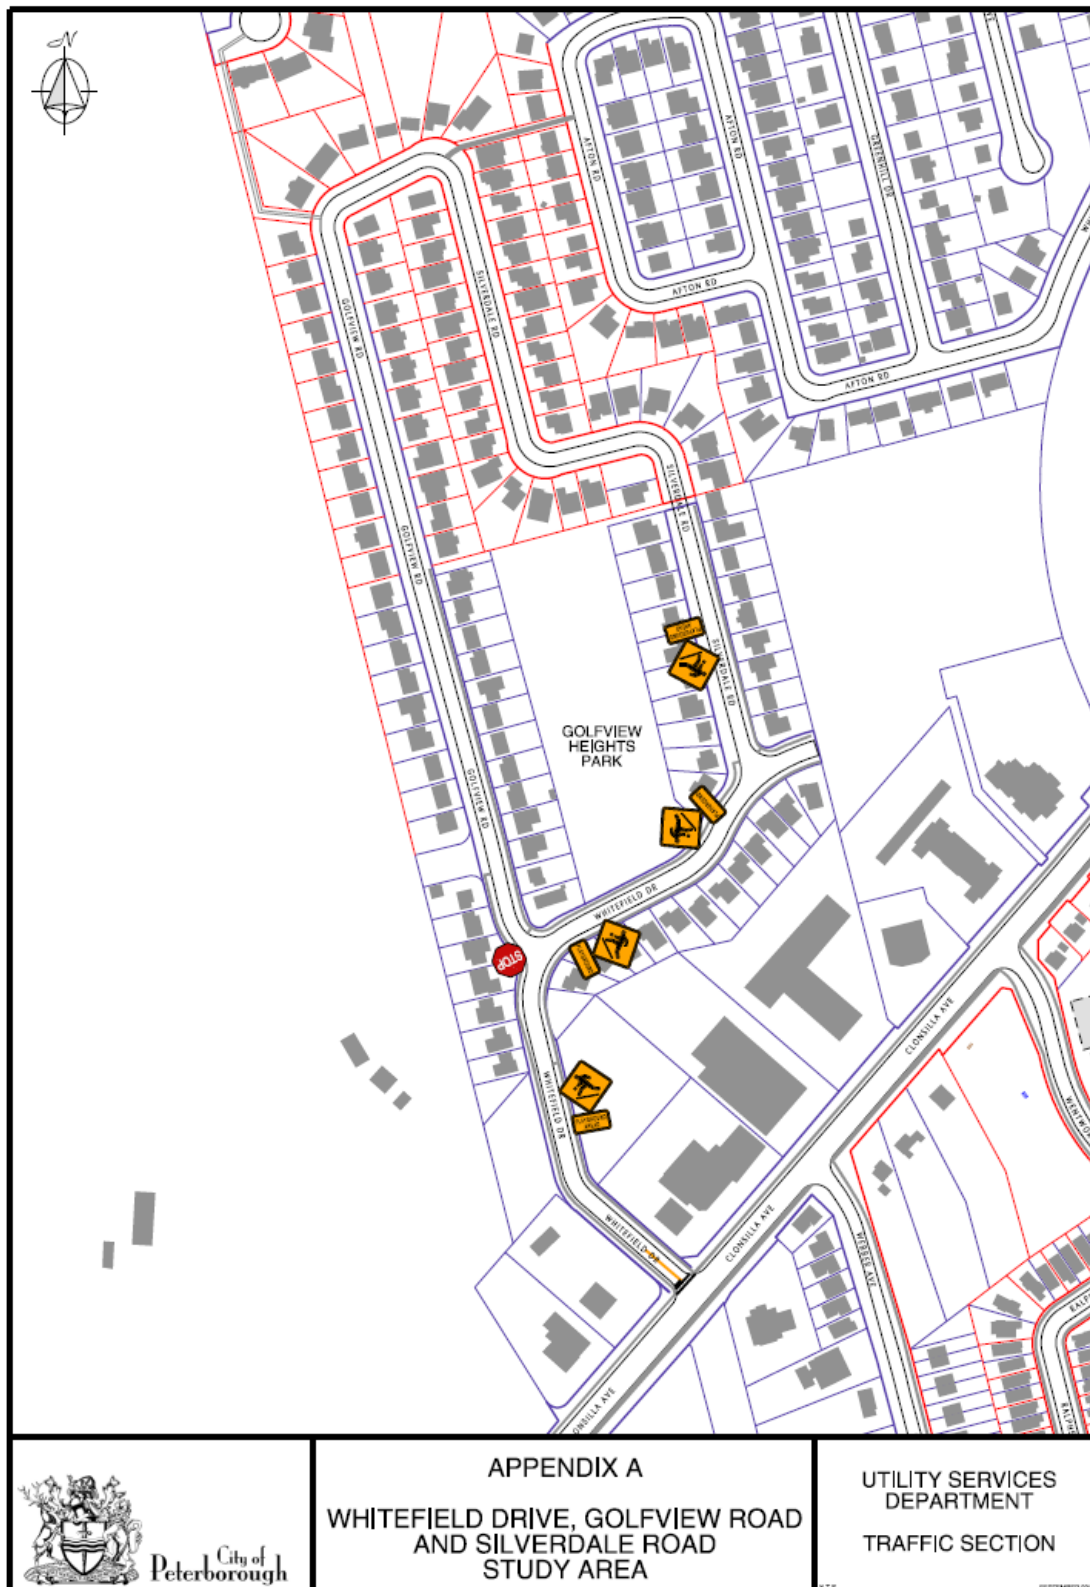 N
AFTON RD
AFTON RD
GREENHILL DR
AFTON RD
AFTON RD
SILVERDALE RD
GOLFVIEW RD
SILVERDALE RD
GOLFVIEW RD
SILVERDALE RD
GOLFVIEW
HEIGHTS
PARK
GOLFVIEW RD
WHITEFIELD DR
STOP
WHITEFIELD DR
CLONSILLA AVE
WHITEFIELD DR
CLONSILLA AVE
WEBBER AVE
City of
Peterborough
APPENDIX A
WHITEFIELD DRIVE, GOLFVIEW ROAD
AND SILVERDALE ROAD
STUDY AREA
UTILITY SERVICES
DEPARTMENT
TRAFFIC SECTION